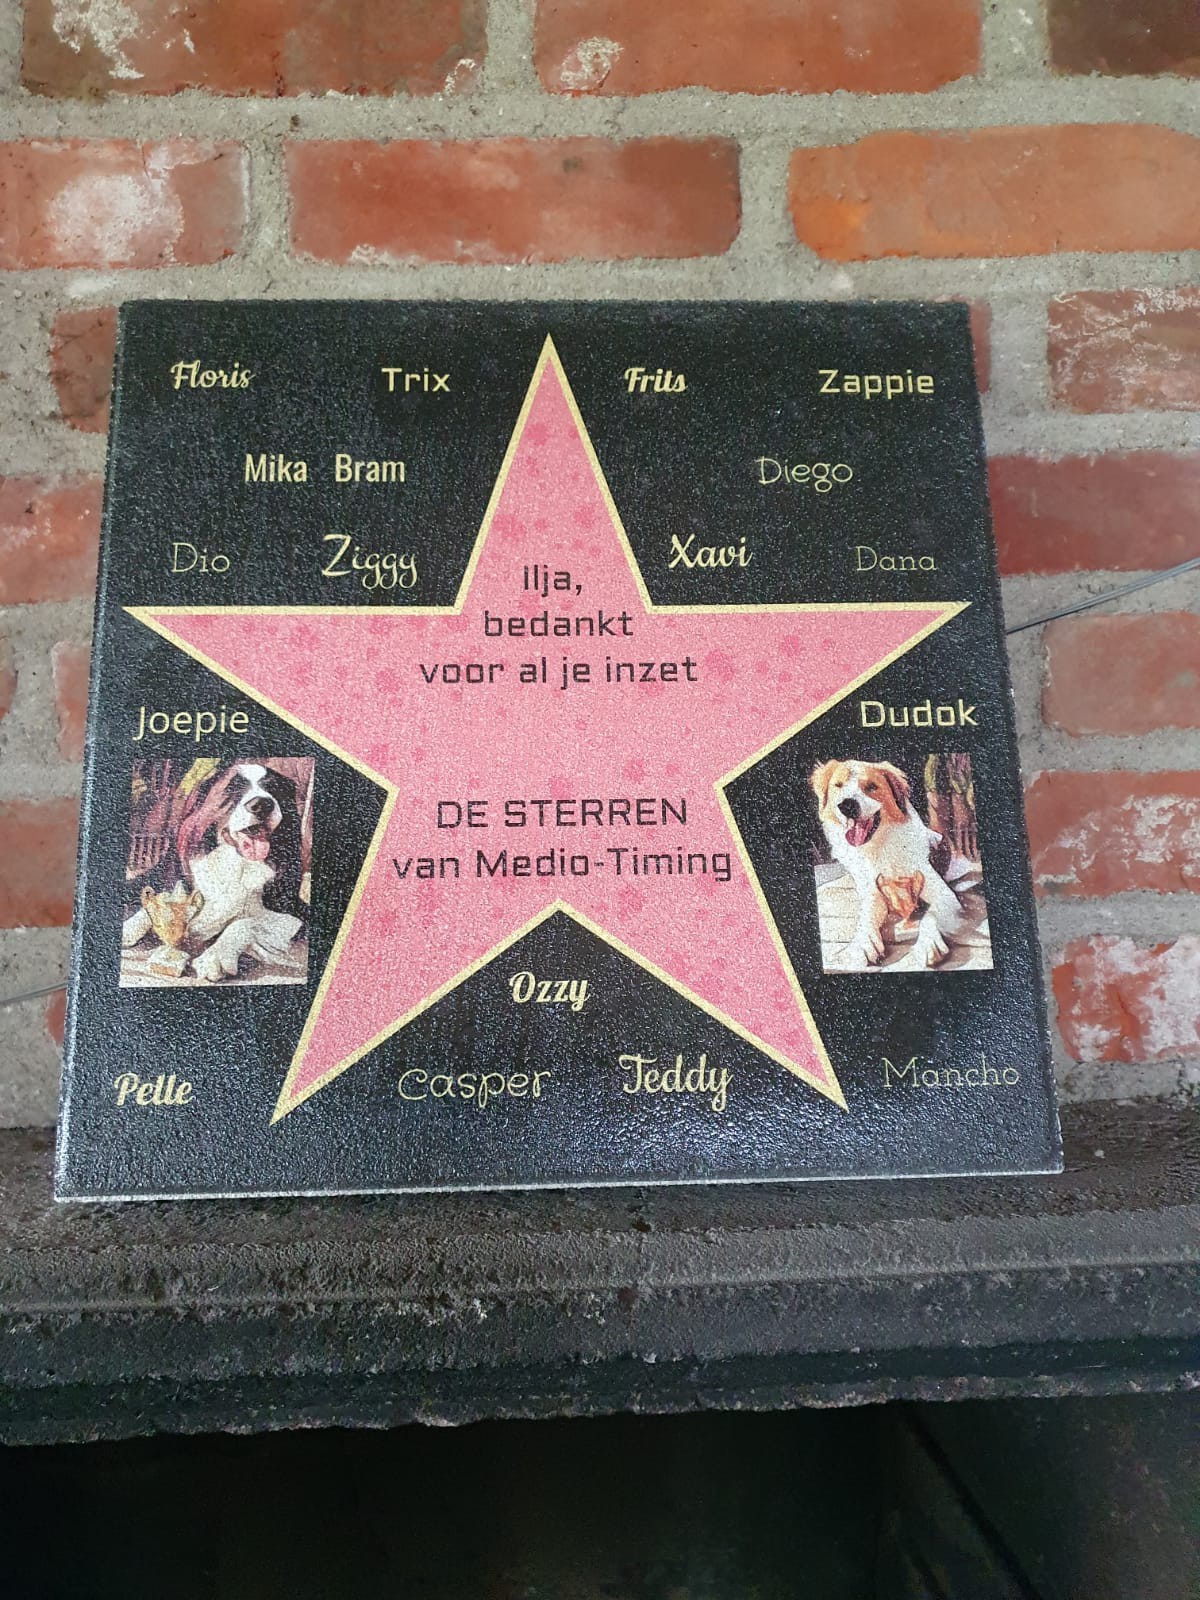 Floris Trix Frits Zappie
Mika Bram Diego
Dio Ziggy Xavi Dana
Ilja,
bedankt
voor al je inzet
Joepie Dudok
DE STERREN
van Medio-Timing
Ozzy
Pelle Casper Teddy Mancho